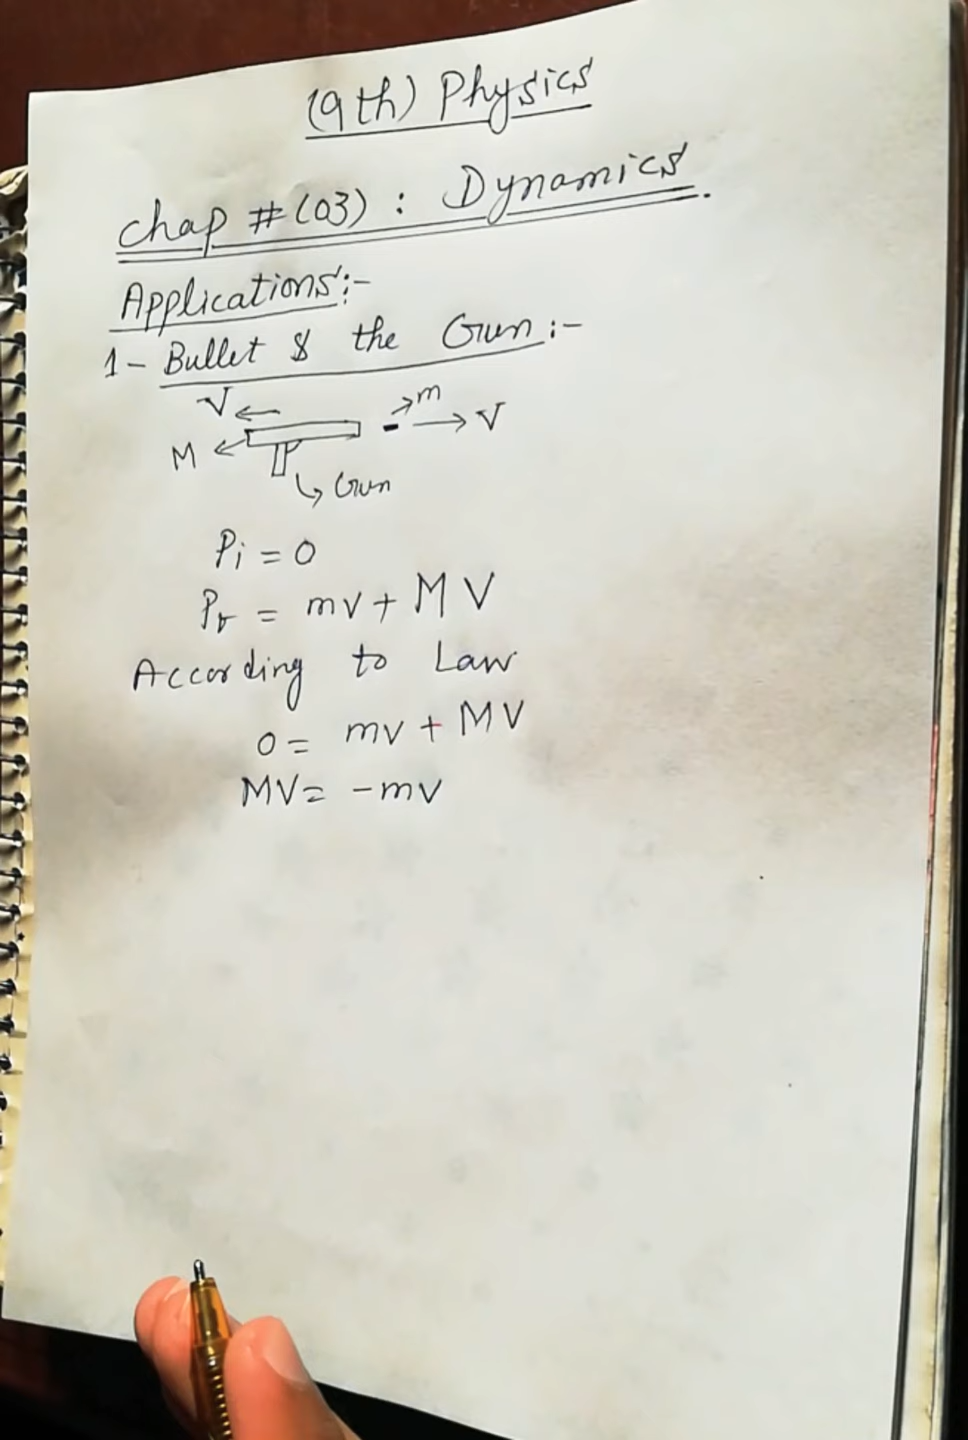 (9th) Physics
Chap # (03) : Dynamics.
Applications:-
1- Bullet & the Gun:-
V m V
M
Gun
Pi = 0
Pf = mv + MV
According to Law
0 = mv + MV
MV = -mv